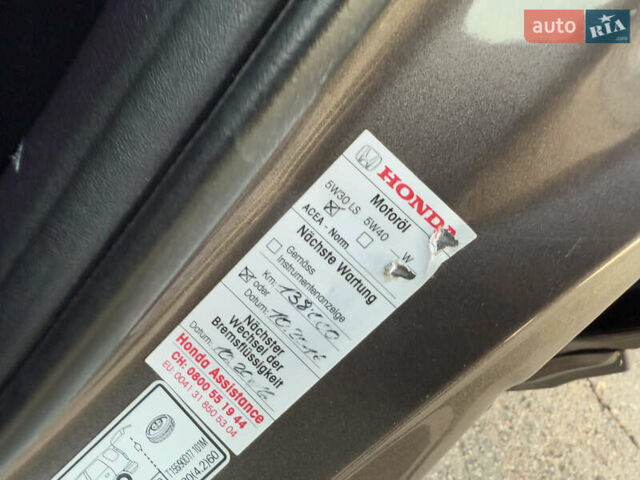 auto RIA
.com
HONDA
Motoröl
5W30 LS 5W40 W
ACEA - Norm
Nächste Wartung
Gemäss
Instrumentenanzeige
oder
Km:
Datum:
Nächster
Wechsel der
Bremsflüssigkeit
Datum:
Honda Assistance
CH: 0800 55 19 44
EU 0041 31 850 53 04